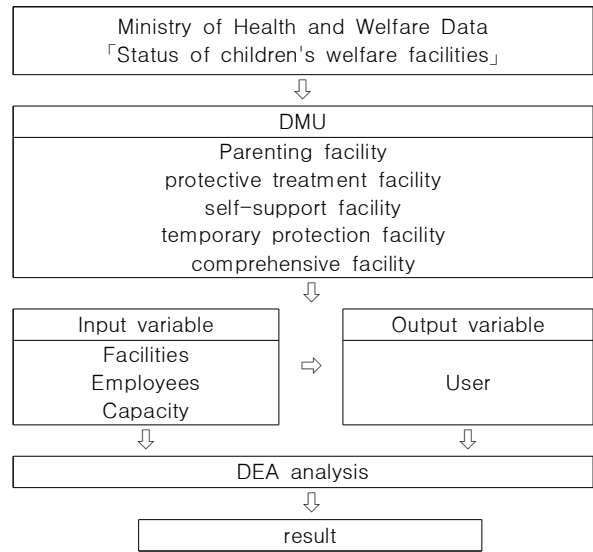 Ministry of Health and Welfare Data
「Status of children's welfare facilities」
DMU
Parenting facility
protective treatment facility
self-support facility
temporary protection facility
comprehensive facility
Input variable
Facilities
Employees
Capacity
Output variable
User
DEA analysis
result